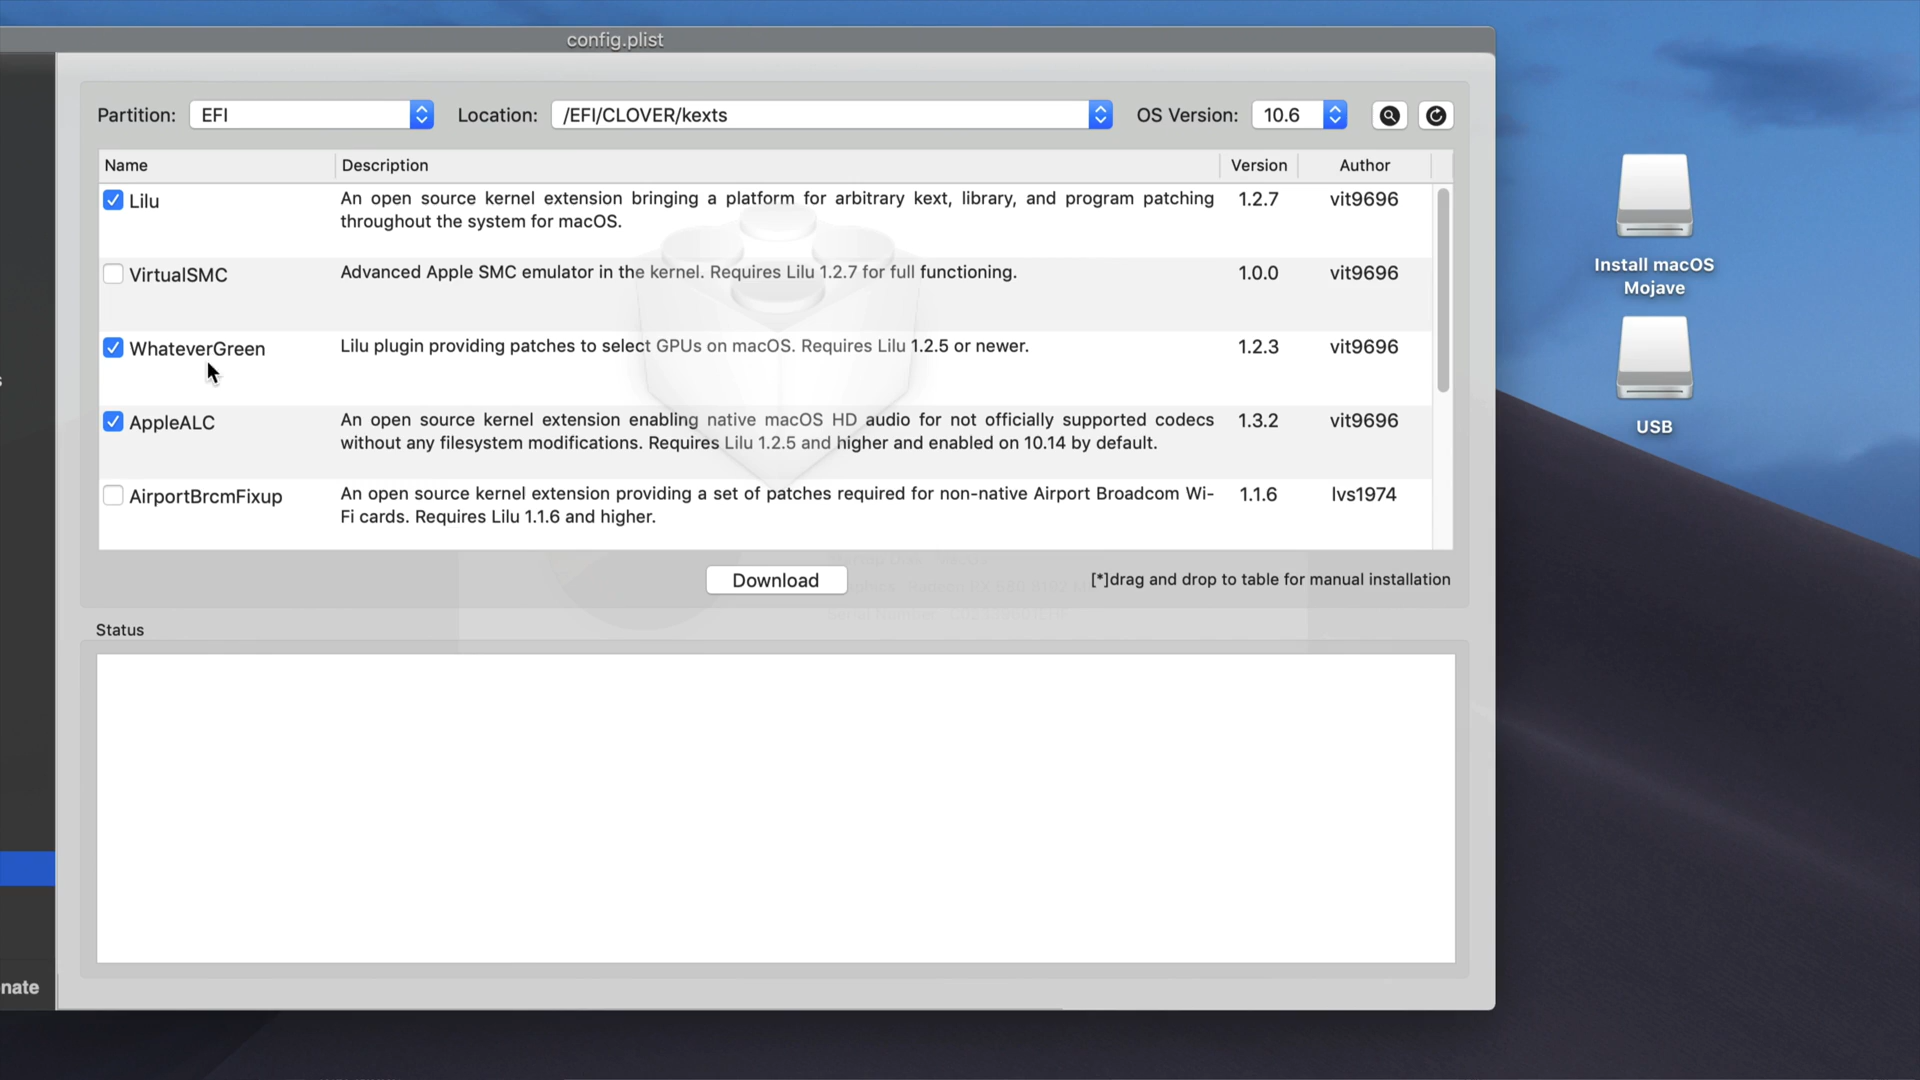 config.plist
Partition: EFI Location: /EFI/CLOVER/kexts OS Version: 10.6
Name Description Version Author
Lilu An open source kernel extension bringing a platform for arbitrary kext, library, and program patching 1.2.7 vit9696
throughout the system for macOS.
VirtualSMC Advanced Apple SMC emulator in the kernel. Requires Lilu 1.2.7 for full functioning. 1.0.0 vit9696
WhateverGreen Lilu plugin providing patches to select GPUs on macOS. Requires Lilu 1.2.5 or newer. 1.2.3 vit9696
AppleALC An open source kernel extension enabling native macOS HD audio for not officially supported codecs 1.3.2 vit9696
without any filesystem modifications. Requires Lilu 1.2.5 and higher and enabled on 10.14 by default.
AirportBrcmFixup An open source kernel extension providing a set of patches required for non-native Airport Broadcom Wi- 1.1.6 lvs1974
Fi cards. Requires Lilu 1.1.6 and higher.
Download [*]drag and drop to table for manual installation
Status
nate
Install macOS
Mojave
USB